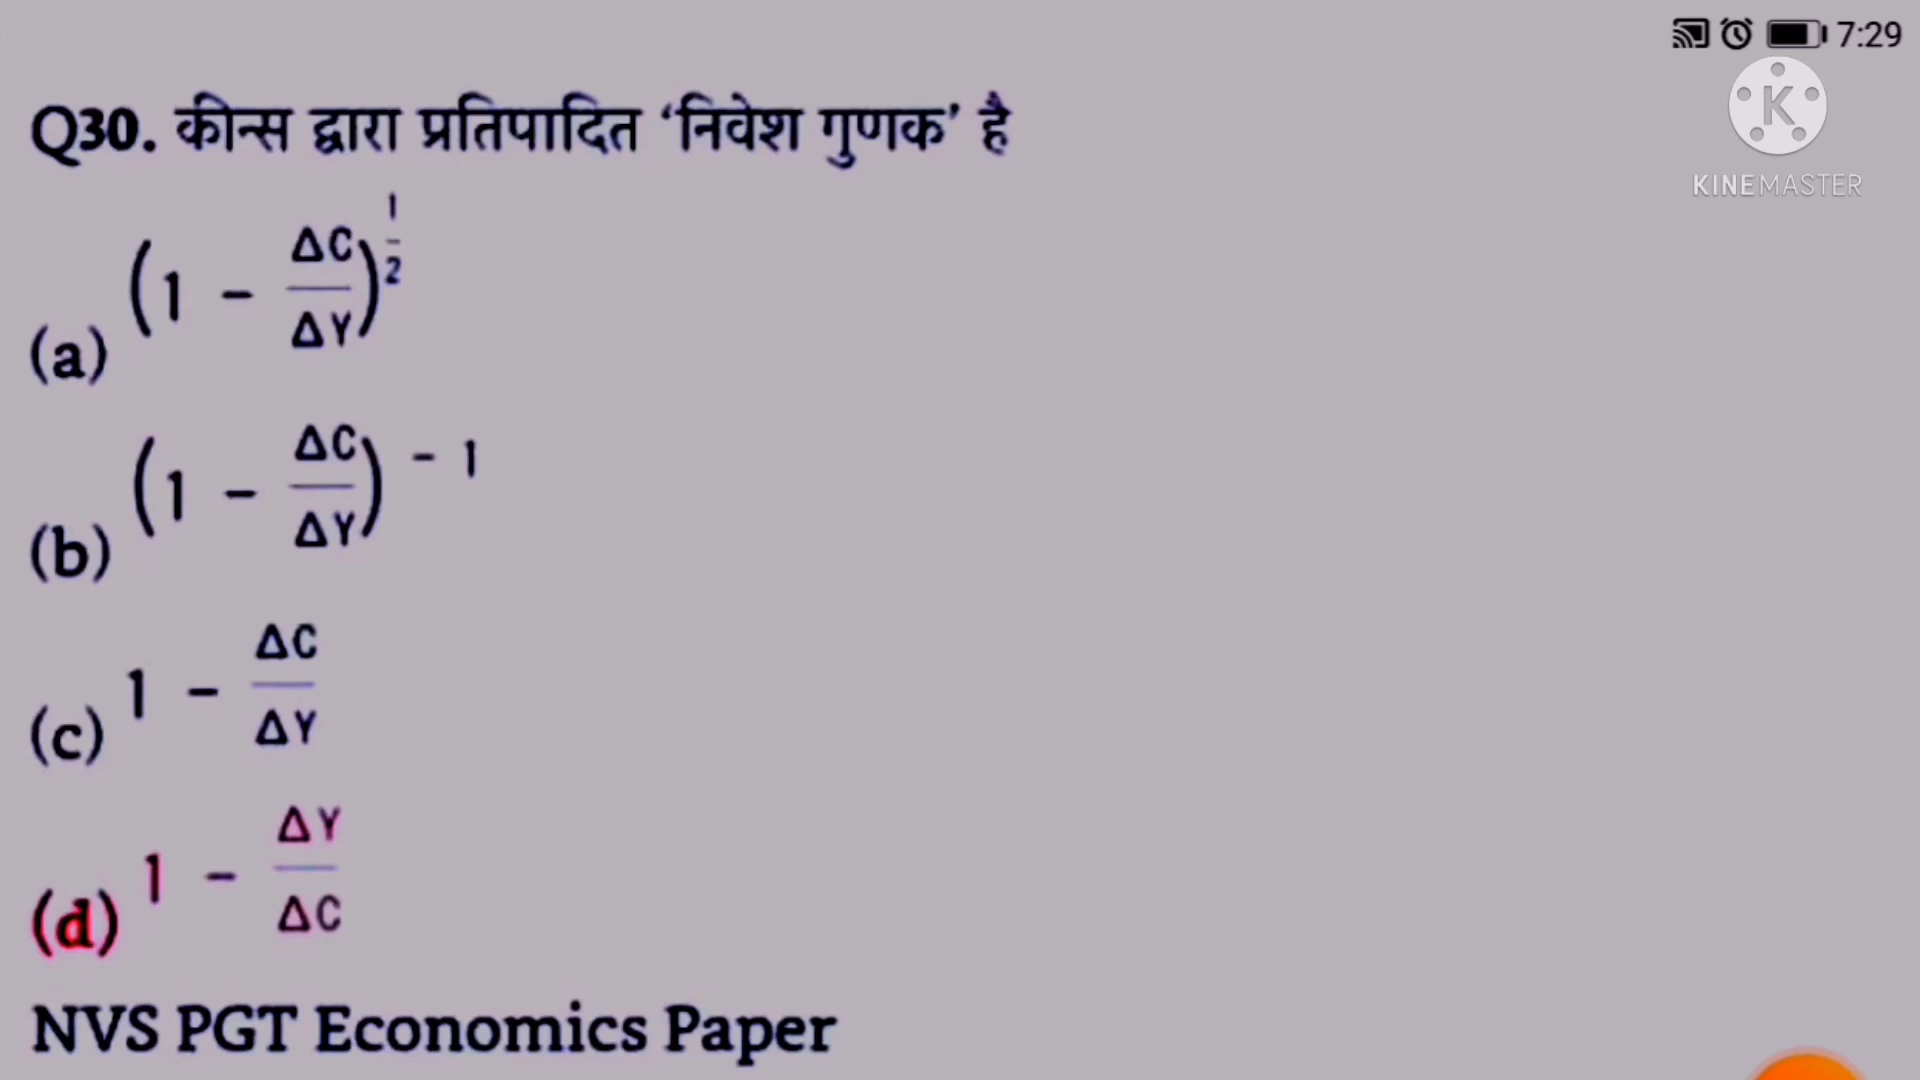 7:29
KINEMASTER
Q30. कीन्स द्वारा प्रतिपादित ‘निवेश गुणक’ है
(a) (1 - ΔC/ΔY)^1/2
(b) (1 - ΔC/ΔY)^-1
(c) 1 - ΔC/ΔY
(d) 1 - ΔY/ΔC
NVS PGT Economics Paper